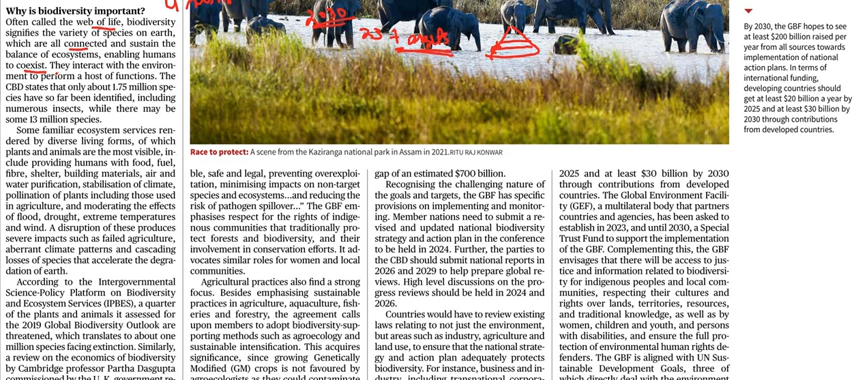 Why is biodiversity important?
Often called the web of life, biodiversity
signifies the variety of species on earth,
which are all connected and sustain the
balance of ecosystems, enabling humans
to coexist. They interact with the environ-
ment to perform a host of functions. The
CBD states that only about 1.75 million spe-
cies have so far been identified, including
numerous insects, while there may be
some 13 million species.
Some familiar ecosystem services ren-
dered by diverse living forms, of which
plants and animals are the most visible, in-
clude providing humans with food, fuel,
fibre, shelter, building materials, air and
water purification, stabilisation of climate,
pollination of plants including those used
in agriculture, and moderating the effects
of flood, drought, extreme temperatures
and wind. A disruption of these produces
severe impacts such as failed agriculture,
aberrant climate patterns and cascading
losses of species that accelerate the degra-
dation of earth.
According to the Intergovernmental
Science-Policy Platform on Biodiversity
and Ecosystem Services (IPBES), a quarter
of the plants and animals it assessed for
the 2019 Global Biodiversity Outlook are
threatened, which translates to about one
million species facing extinction. Similarly,
a review on the economics of biodiversity
by Cambridge professor Partha Dasgupta
commissioned by the U.K. government re-
2030
23
Race to protect: A scene from the Kaziranga national park in Assam in 2021. RITU RAJ KONWAR
ble, safe and legal, preventing overexploi-
tation, minimising impacts on non-target
species and ecosystems...and reducing the
risk of pathogen spillover...” The GBF em-
phasises respect for the rights of indige-
nous communities that traditionally pro-
tect forests and biodiversity, and their
involvement in conservation efforts. It ad-
vocates similar roles for women and local
communities.
Agricultural practices also find a strong
focus. Besides emphasising sustainable
practices in agriculture, aquaculture, fish-
eries and forestry, the agreement calls
upon members to adopt biodiversity-sup-
porting methods such as agroecology and
sustainable intensification. This acquires
significance, since growing Genetically
Modified (GM) crops is not favoured by
agroecologists as they could contaminate
gap of an estimated $700 billion.
Recognising the challenging nature of
the goals and targets, the GBF has specific
provisions on implementing and monitor-
ing. Member nations need to submit a re-
vised and updated national biodiversity
strategy and action plan in the conference
to be held in 2024. Further, the parties to
the CBD should submit national reports in
2026 and 2029 to help prepare global re-
views. High level discussions on the pro-
gress reviews should be held in 2024 and
2026.
Countries would have to review existing
laws relating to not just the environment,
but areas such as industry, agriculture and
land use, to ensure that the national strate-
gy and action plan adequately protects
biodiversity. For instance, business and in-
dustry, including transnational corpora-
2025 and at least $30 billion by 2030
through contributions from developed
countries. The Global Environment Facili-
ty (GEF), a multilateral body that partners
countries and agencies, has been asked to
establish in 2023, and until 2030, a Special
Trust Fund to support the implementation
of the GBF. Complementing this, the GBF
envisages that there will be access to jus-
tice and information related to biodiversi-
ty for indigenous peoples and local com-
munities, respecting their cultures and
rights over lands, territories, resources,
and traditional knowledge, as well as by
women, children and youth, and persons
with disabilities, and ensure the full pro-
tection of environmental human rights de-
fenders. The GBF is aligned with UN Sus-
tainable Development Goals, three of
which directly deal with the environment
By 2030, the GBF hopes to see
at least $200 billion raised per
year from all sources towards
implementation of national
action plans. In terms of
international funding,
developing countries should
get at least $20 billion a year by
2025 and at least $30 billion by
2030 through contributions
from developed countries.